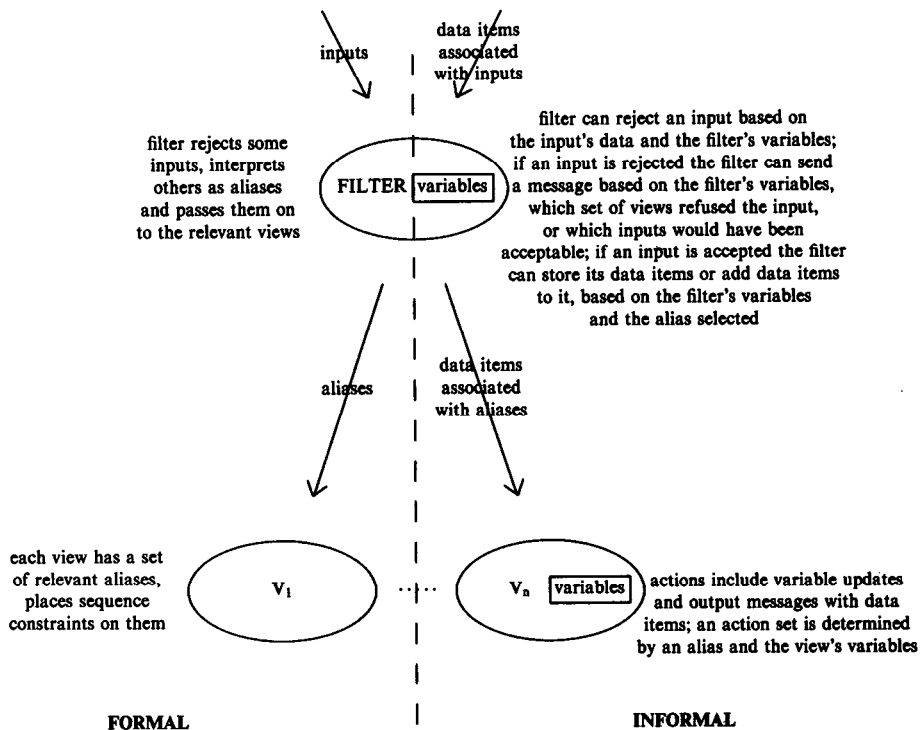 inputs
data items
associated
with inputs
filter rejects some
inputs, interprets
others as aliases
and passes them on
to the relevant views
FILTER
variables
filter can reject an input based on
the input's data and the filter's variables;
if an input is rejected the filter can send
a message based on the filter's variables,
which set of views refused the input,
or which inputs would have been
acceptable; if an input is accepted the filter
can store its data items or add data items
to it, based on the filter's variables
and the alias selected
aliases
data items
associated
with aliases
each view has a set
of relevant aliases,
places sequence
constraints on them
V₁
.....
Vₙ
variables
actions include variable updates
and output messages with data
items; an action set is determined
by an alias and the view's variables
FORMAL
INFORMAL